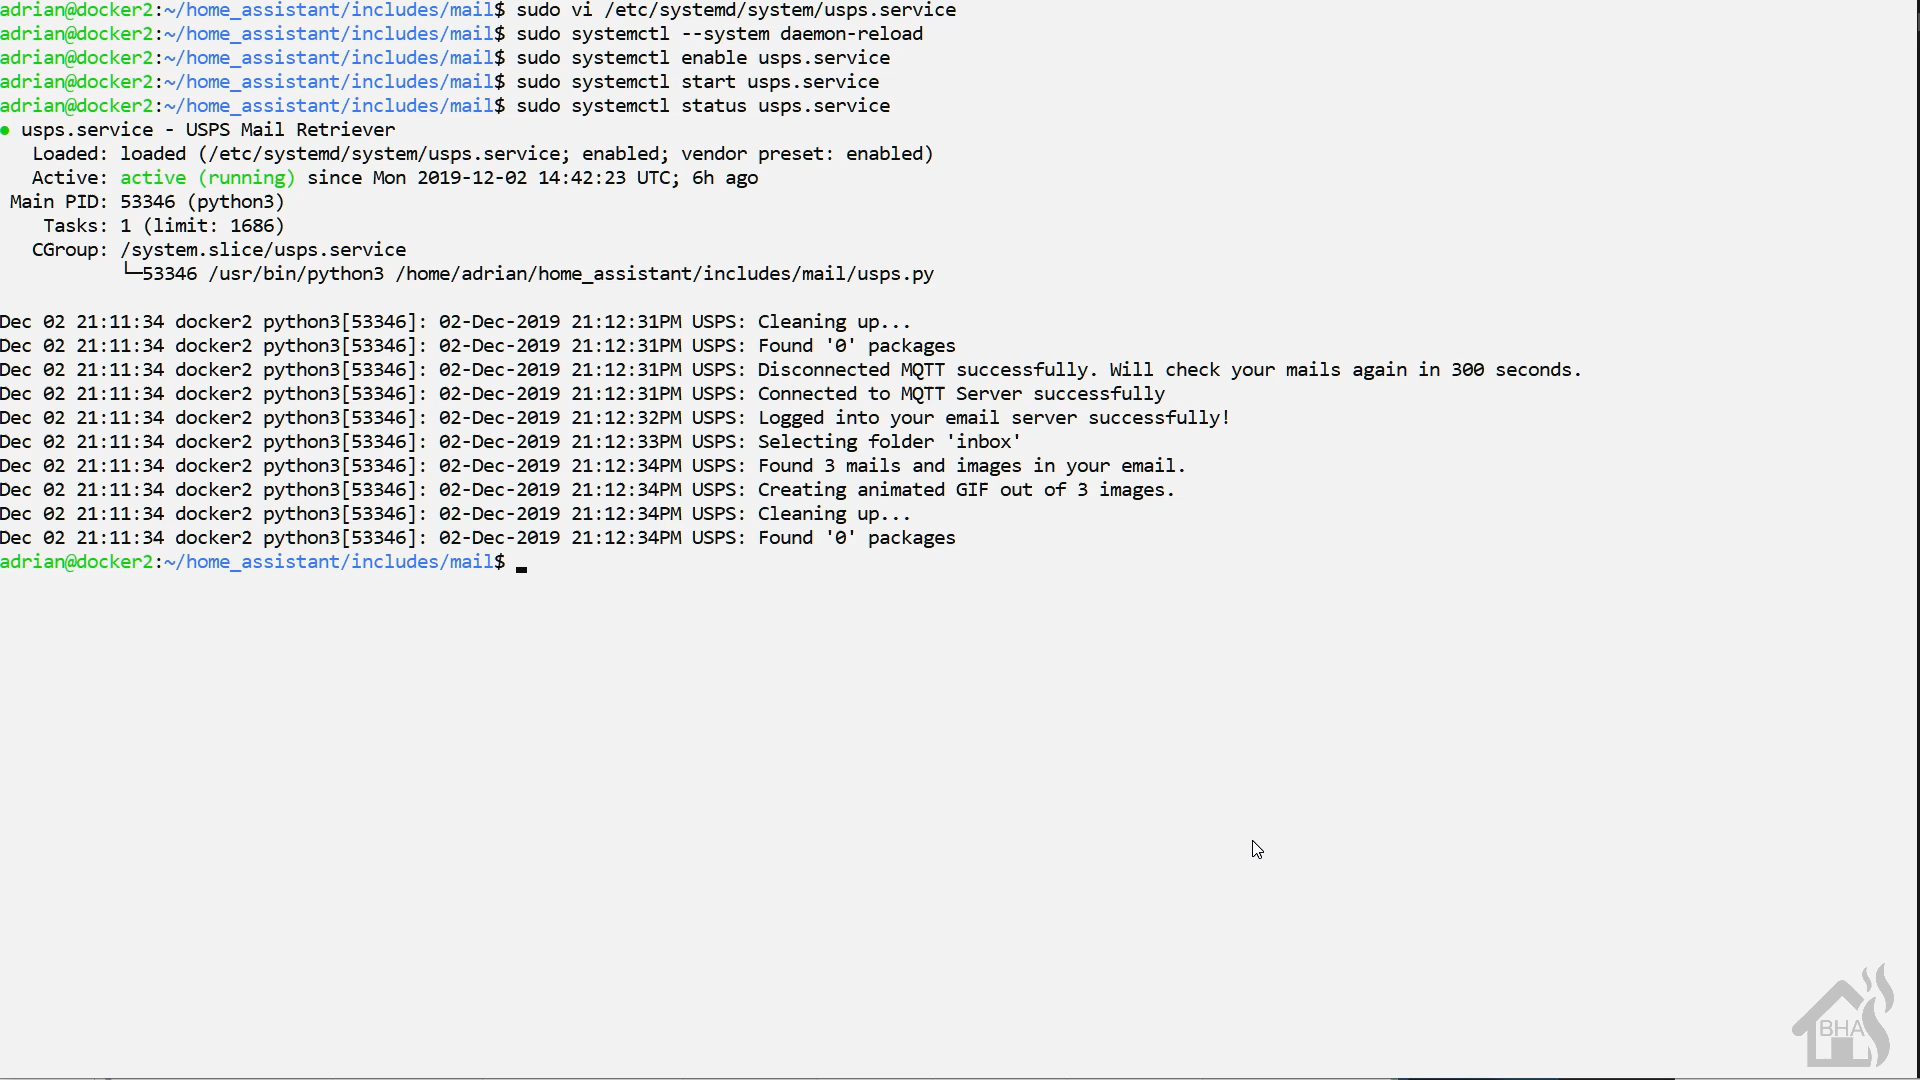 adrian@docker2:~/home_assistant/includes/mail$ sudo vi /etc/systemd/system/usps.service
adrian@docker2:~/home_assistant/includes/mail$ sudo systemctl --system daemon-reload
adrian@docker2:~/home_assistant/includes/mail$ sudo systemctl enable usps.service
adrian@docker2:~/home_assistant/includes/mail$ sudo systemctl start usps.service
adrian@docker2:~/home_assistant/includes/mail$ sudo systemctl status usps.service
● usps.service - USPS Mail Retriever
   Loaded: loaded (/etc/systemd/system/usps.service; enabled; vendor preset: enabled)
   Active: active (running) since Mon 2019-12-02 14:42:23 UTC; 6h ago
 Main PID: 53346 (python3)
    Tasks: 1 (limit: 1686)
   CGroup: /system.slice/usps.service
           └─53346 /usr/bin/python3 /home/adrian/home_assistant/includes/mail/usps.py
Dec 02 21:11:34 docker2 python3[53346]: 02-Dec-2019 21:12:31PM USPS: Cleaning up...
Dec 02 21:11:34 docker2 python3[53346]: 02-Dec-2019 21:12:31PM USPS: Found '0' packages
Dec 02 21:11:34 docker2 python3[53346]: 02-Dec-2019 21:12:31PM USPS: Disconnected MQTT successfully. Will check your mails again in 300 seconds.
Dec 02 21:11:34 docker2 python3[53346]: 02-Dec-2019 21:12:31PM USPS: Connected to MQTT Server successfully
Dec 02 21:11:34 docker2 python3[53346]: 02-Dec-2019 21:12:32PM USPS: Logged into your email server successfully!
Dec 02 21:11:34 docker2 python3[53346]: 02-Dec-2019 21:12:33PM USPS: Selecting folder 'inbox'
Dec 02 21:11:34 docker2 python3[53346]: 02-Dec-2019 21:12:34PM USPS: Found 3 mails and images in your email.
Dec 02 21:11:34 docker2 python3[53346]: 02-Dec-2019 21:12:34PM USPS: Creating animated GIF out of 3 images.
Dec 02 21:11:34 docker2 python3[53346]: 02-Dec-2019 21:12:34PM USPS: Cleaning up...
Dec 02 21:11:34 docker2 python3[53346]: 02-Dec-2019 21:12:34PM USPS: Found '0' packages
adrian@docker2:~/home_assistant/includes/mail$
BHA